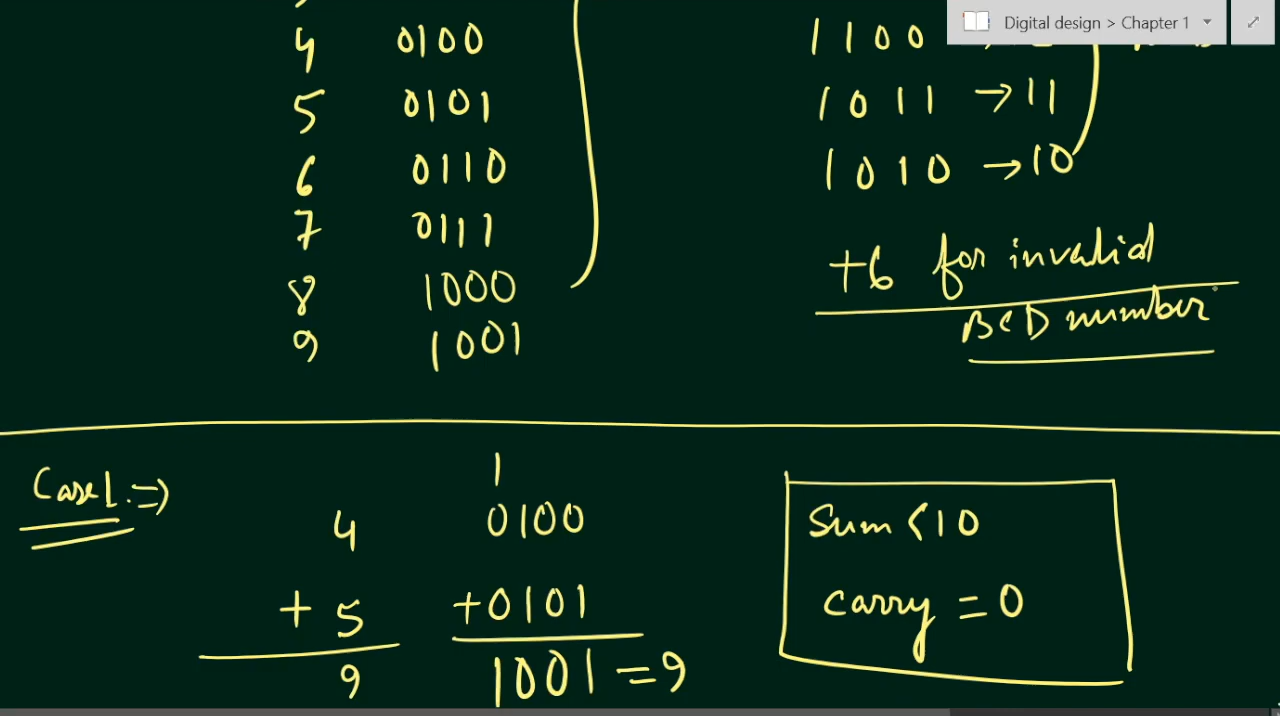 Digital design > Chapter 1
4 0100
5 0101
6 0110
7 0111
8 1000
9 1001
1100 →
1011 → 11
1010 → 10
+6 for invalid
BCD number
Case 1. ⇒
1
4 0100
+ 5 +0101
9 1001 = 9
Sum < 10
carry = 0